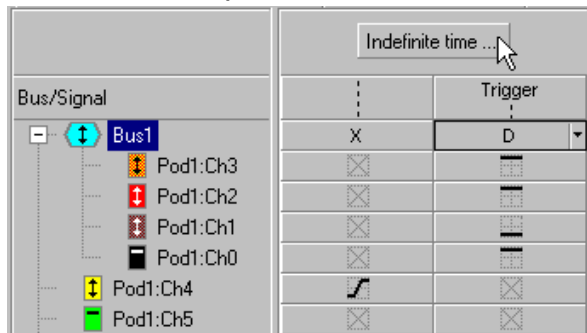 Indefinite time ...
Bus/Signal
Trigger
Bus1 X D
Pod1:Ch3
Pod1:Ch2
Pod1:Ch1
Pod1:Ch0
Pod1:Ch4
Pod1:Ch5